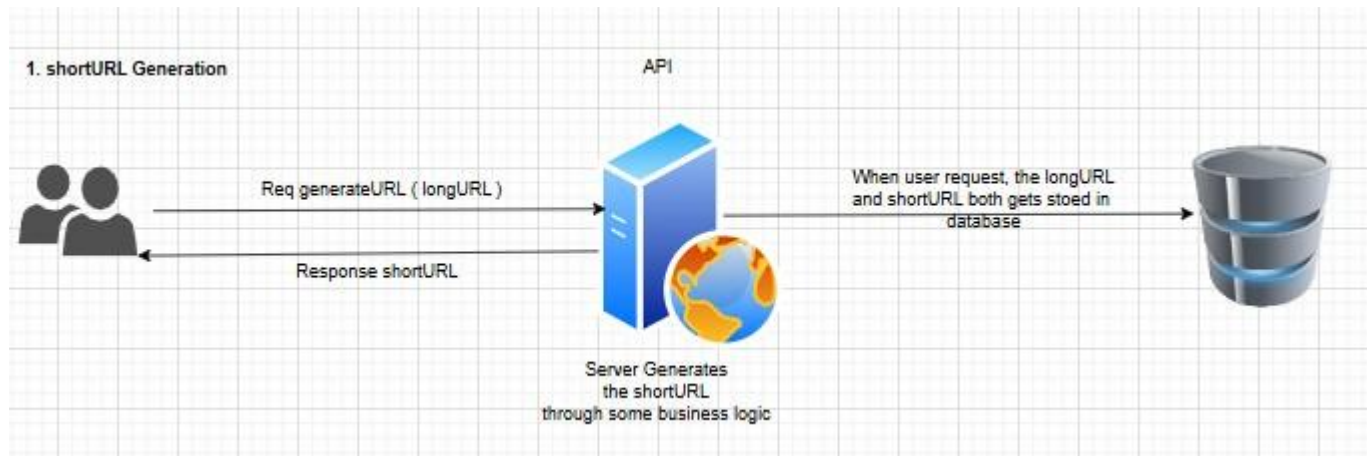 1. shortURL Generation
API
Req generateURL ( longURL )
When user request, the longURL
and shortURL both gets stoed in
database
Response shortURL
Server Generates
the shortURL
through some business logic